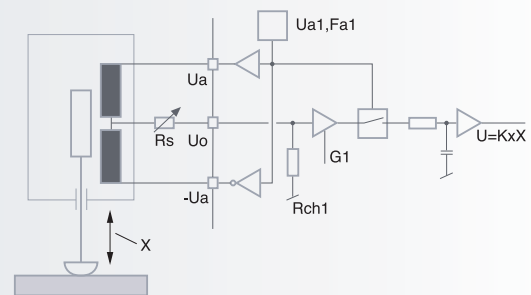 Ua1,Fa1
Ua
Rs
Uo
U=KxX
G1
-Ua
Rch1
X